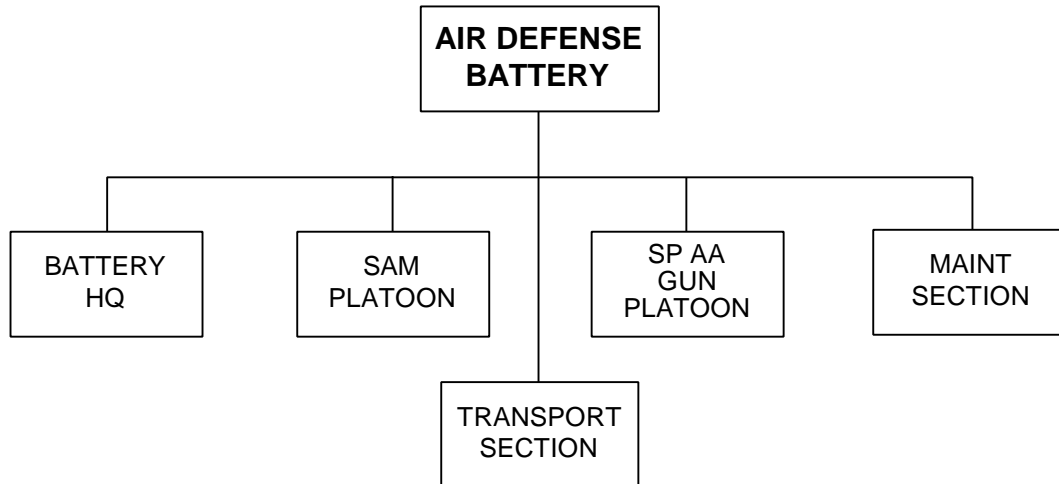 AIR DEFENSE
BATTERY
BATTERY
HQ
SAM
PLATOON
SP AA
GUN
PLATOON
MAINT
SECTION
TRANSPORT
SECTION